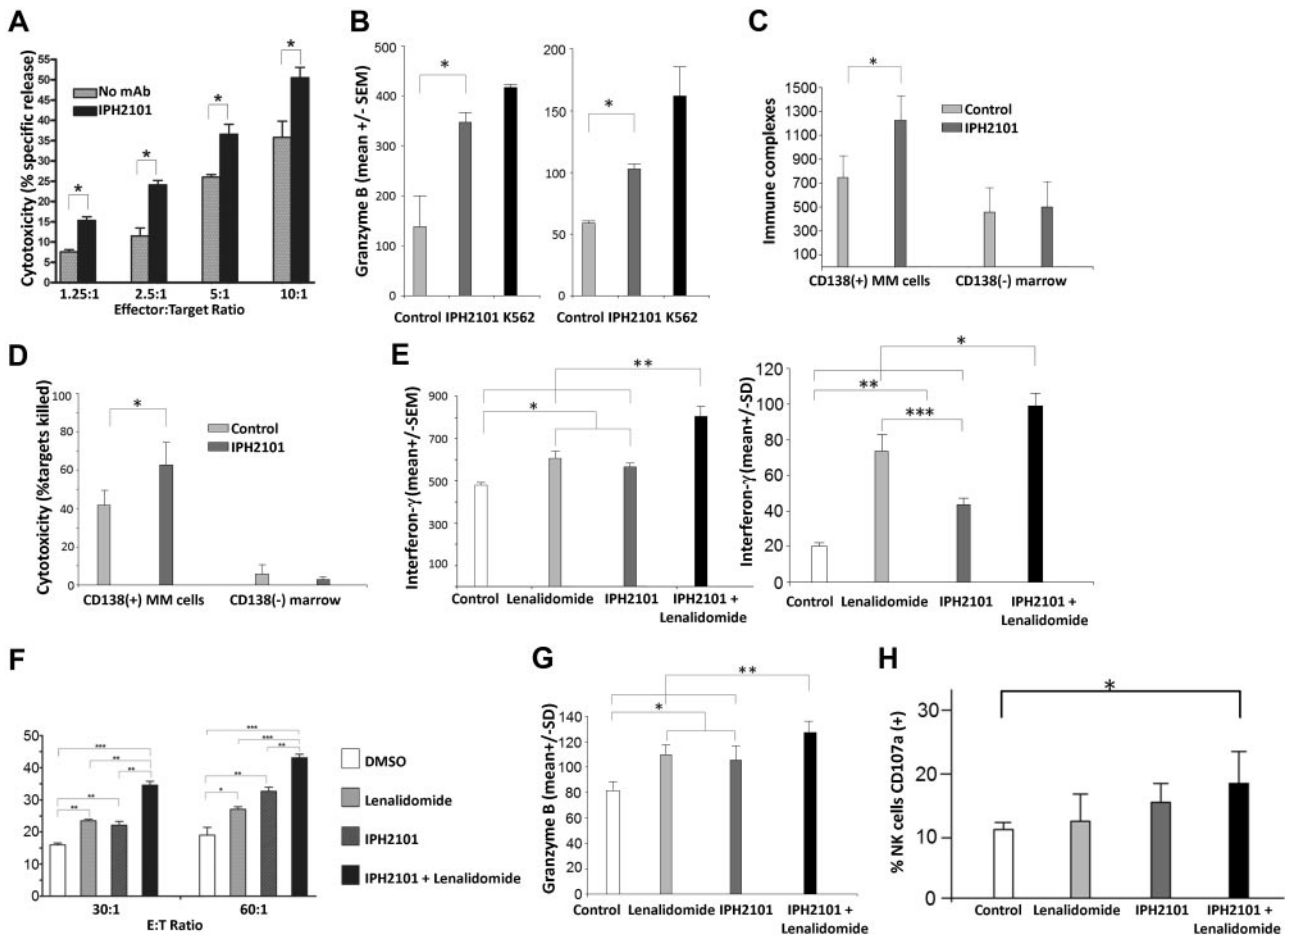 A
Cytotoxicity (% specific release)
55
50
45
40
35
30
25
20
15
10
5
0
No mAb
IPH2101
*
*
*
*
1.25:1 2.5:1 5:1 10:1
Effector:Target Ratio
B
Granzyme B (mean +/- SEM)
500
400
300
200
100
0
*
Control IPH2101 K562
200
150
100
50
0
*
Control IPH2101 K562
C
Immune complexes
1500
1300
1100
900
700
500
300
100
*
Control
IPH2101
CD138(+) MM cells CD138(-) marrow
D
Cytotoxicity (%targets killed)
100
80
60
40
20
0
*
Control
IPH2101
CD138(+) MM cells CD138(-) marrow
E
Interferon-γ (mean+/-SEM)
900
700
500
300
100
**
*
Control Lenalidomide IPH2101 IPH2101 +
Lenalidomide
Interferon-γ (mean+/-SD)
120
100
80
60
40
20
0
*
**
***
Control Lenalidomide IPH2101 IPH2101 +
Lenalidomide
F
50
40
30
20
10
0
***
**
**
**
**
***
***
**
**
*
30:1 60:1
E:T Ratio
DMSO
Lenalidomide
IPH2101
IPH2101 + Lenalidomide
G
Granzyme B (mean+/-SD)
140
120
100
80
60
40
20
0
**
*
Control Lenalidomide IPH2101 IPH2101 +
Lenalidomide
H
% NK cells CD107a (+)
30
20
10
0
*
Control Lenalidomide IPH2101 IPH2101 +
Lenalidomide